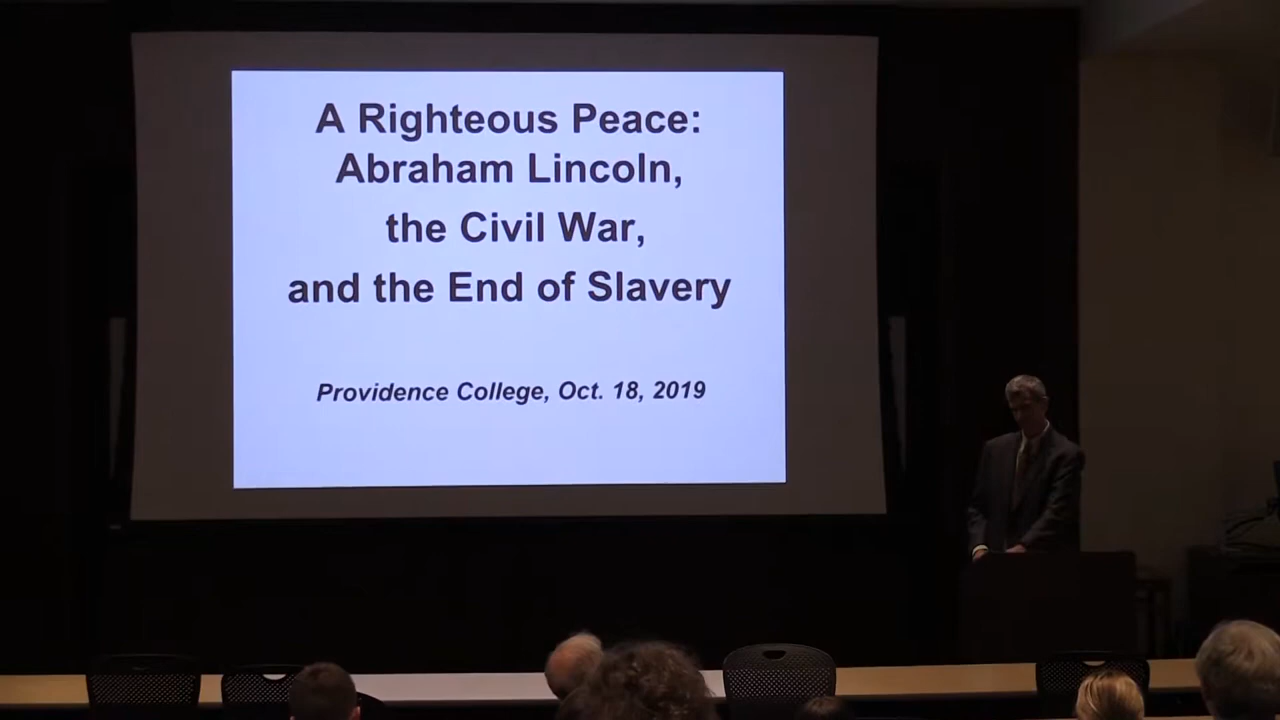 A Righteous Peace:
Abraham Lincoln,
the Civil War,
and the End of Slavery
Providence College, Oct. 18, 2019